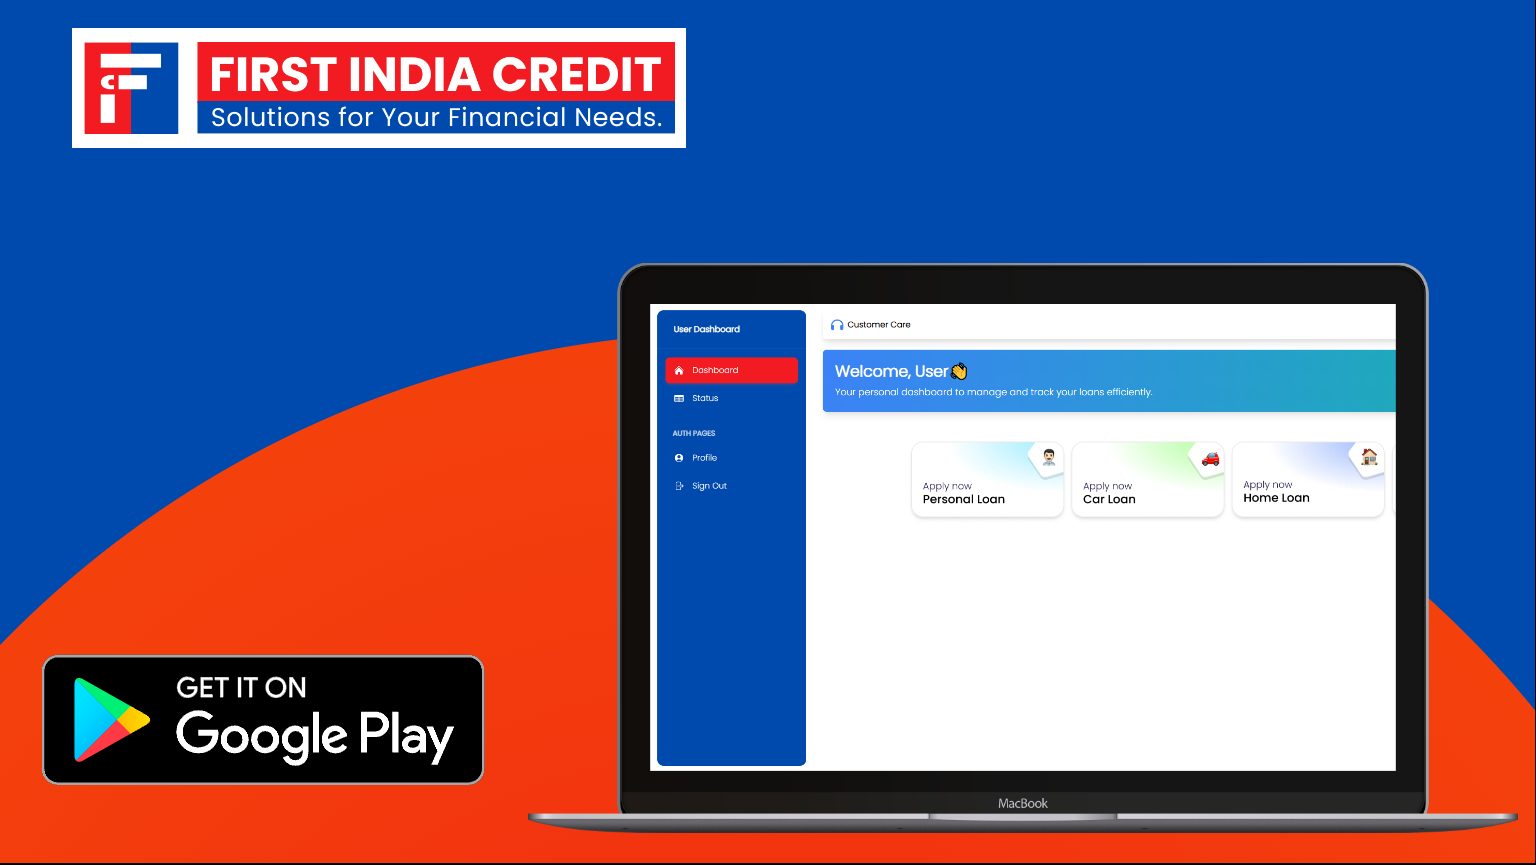 FIRST INDIA CREDIT
Solutions for Your Financial Needs.
User Dashboard
Dashboard
Status
AUTH PAGES
Profile
Sign Out
Customer Care
Welcome, User
Your personal dashboard to manage and track your loans efficiently.
Apply now
Personal Loan
Apply now
Car Loan
Apply now
Home Loan
GET IT ON
Google Play
MacBook